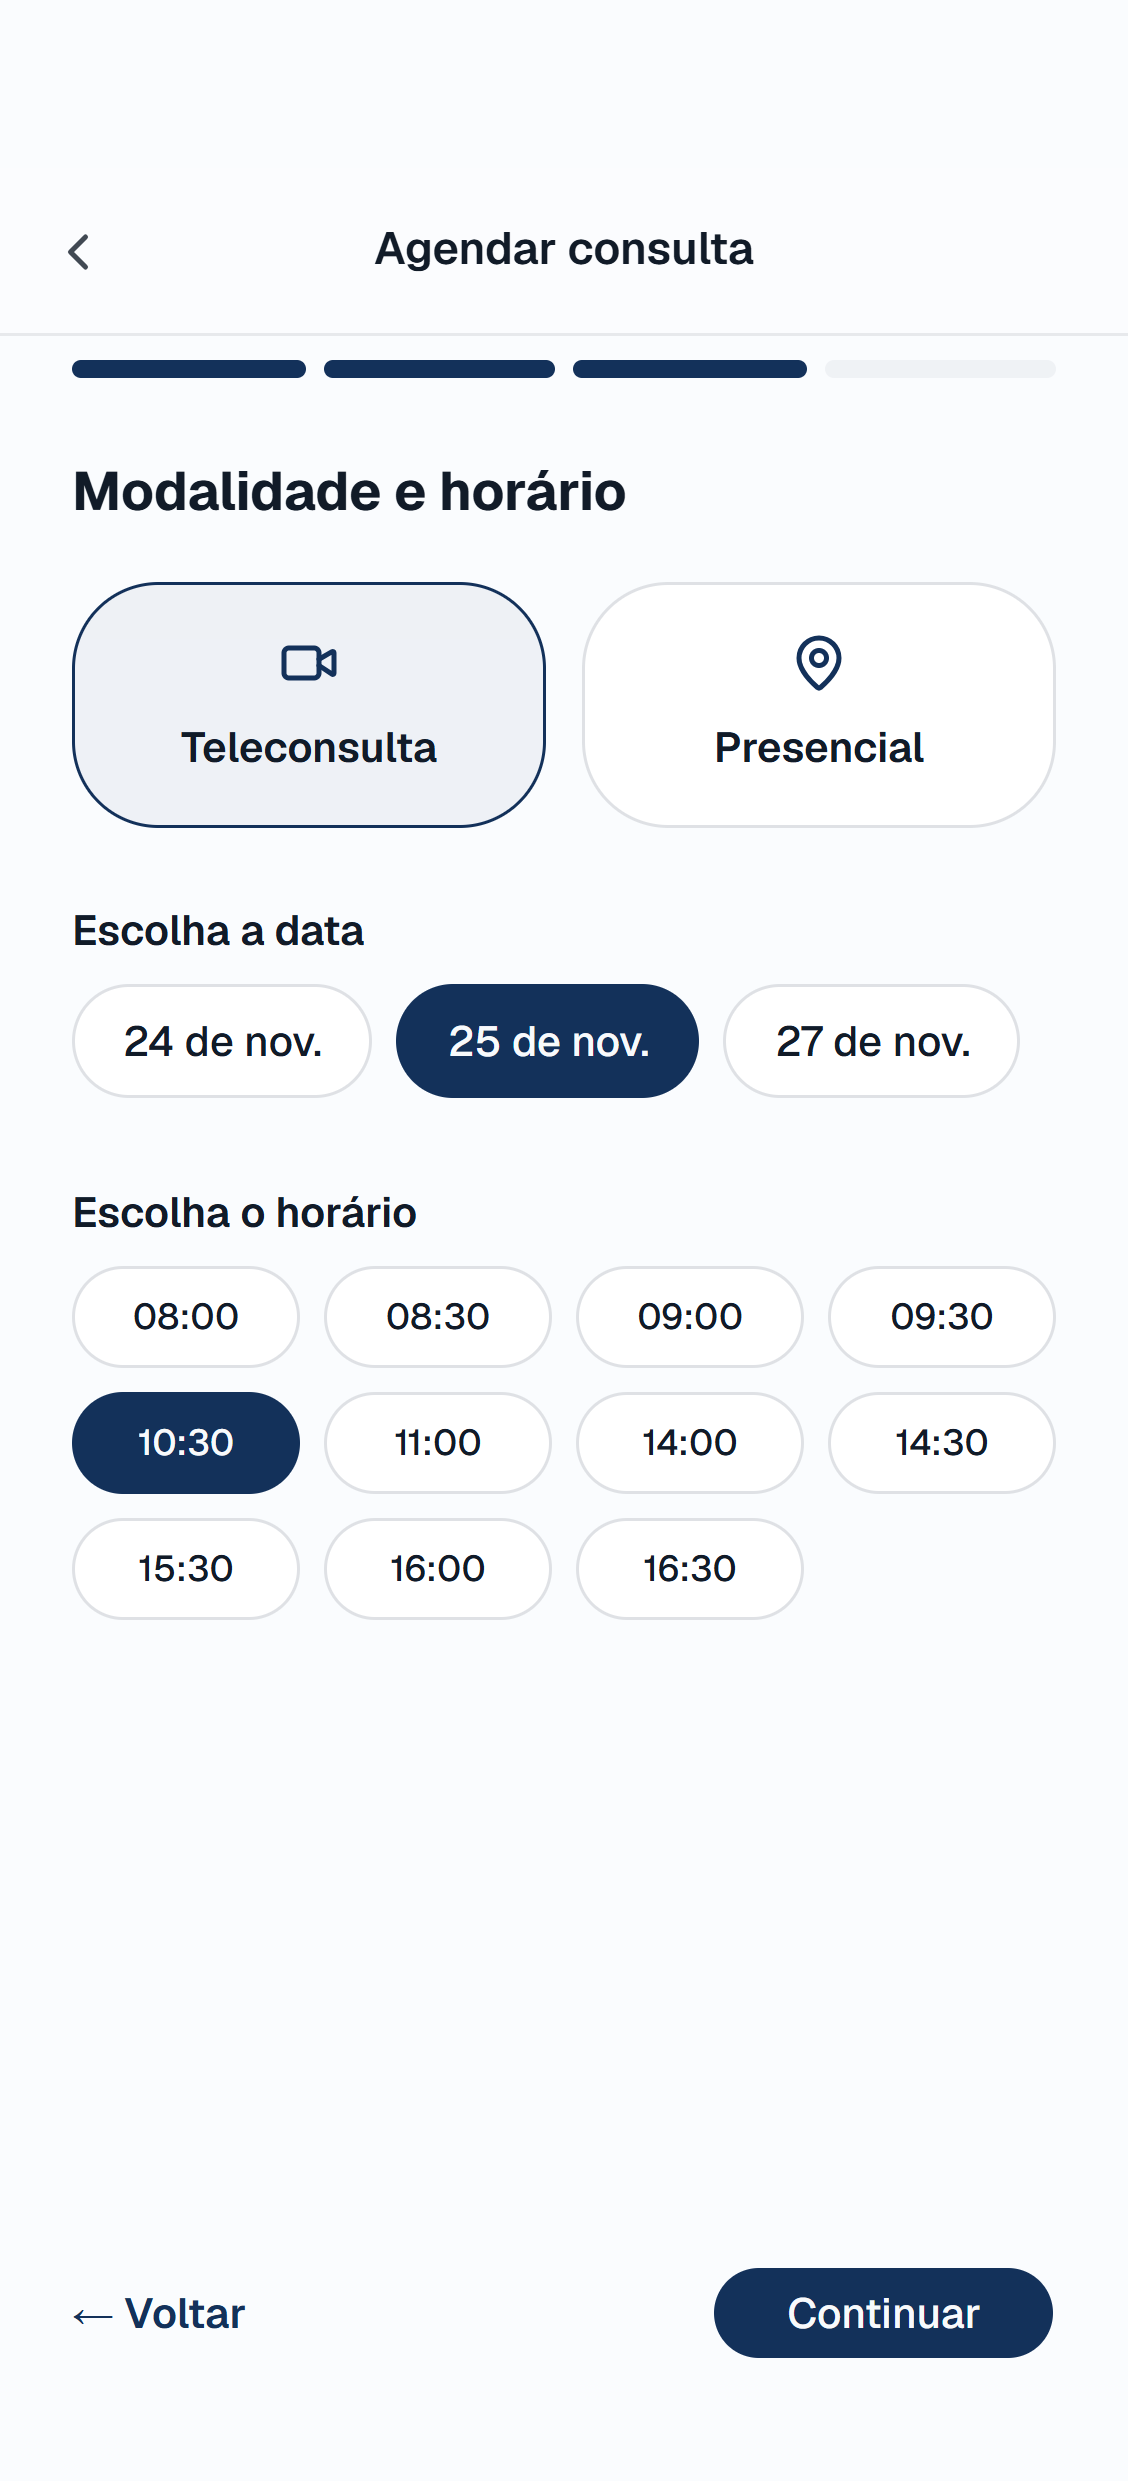 Agendar consulta
Modalidade e horário
Teleconsulta
Presencial
Escolha a data
24 de nov.
25 de nov.
27 de nov.
Escolha o horário
08:00
08:30
09:00
09:30
10:30
11:00
14:00
14:30
15:30
16:00
16:30
← Voltar
Continuar